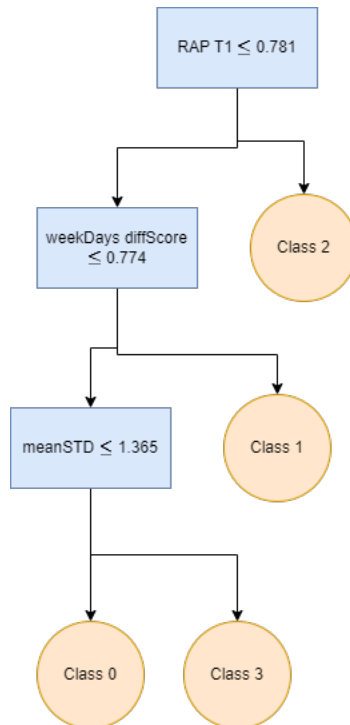 RAP T1 ≤ 0.781
weekDays diffScore
≤ 0.774
Class 2
meanSTD ≤ 1.365
Class 1
Class 0
Class 3